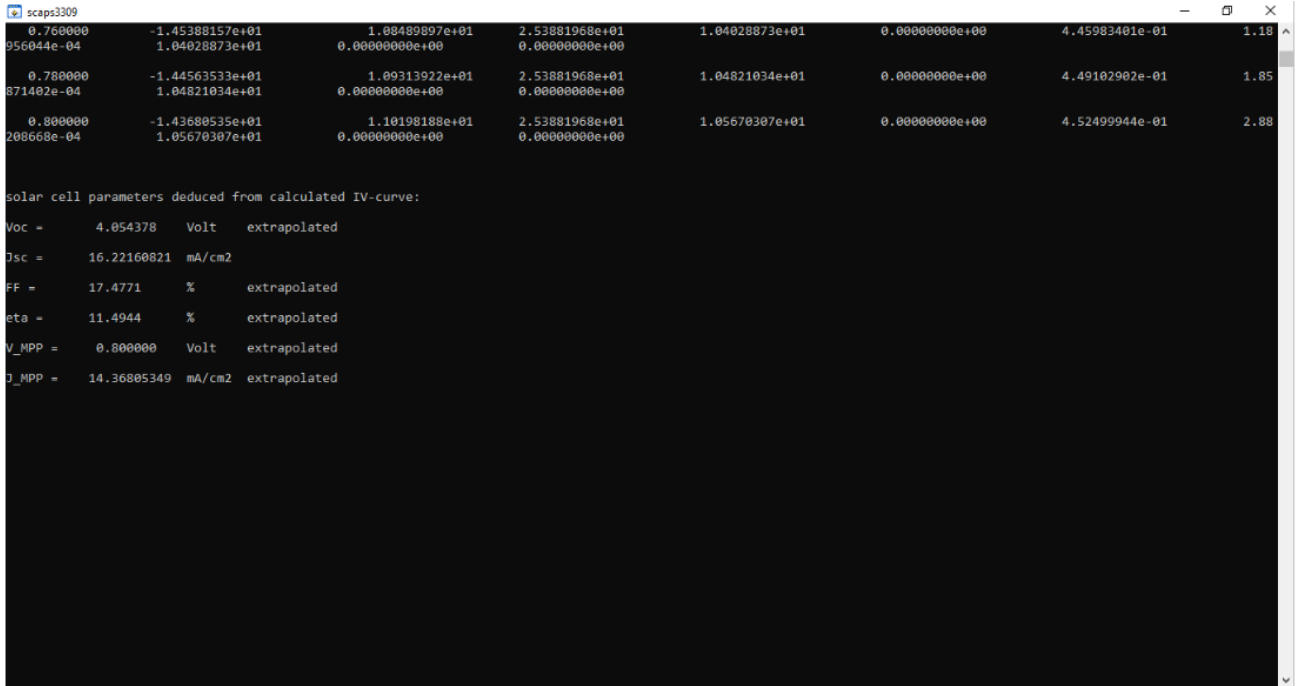 scaps3309
0.760000 -1.45388157e+01 1.08489897e+01 2.53881968e+01 1.04028873e+01 0.00000000e+00 4.45983401e-01 1.18
956044e-04 1.04028873e+01 0.00000000e+00 0.00000000e+00
0.780000 -1.44563533e+01 1.09313922e+01 2.53881968e+01 1.04821034e+01 0.00000000e+00 4.49102902e-01 1.85
871402e-04 1.04821034e+01 0.00000000e+00 0.00000000e+00
0.800000 -1.43680535e+01 1.10198188e+01 2.53881968e+01 1.05670307e+01 0.00000000e+00 4.52499944e-01 2.88
208668e-04 1.05670307e+01 0.00000000e+00 0.00000000e+00
solar cell parameters deduced from calculated IV-curve:
Voc = 4.054378 Volt extrapolated
Jsc = 16.22160821 mA/cm2
FF = 17.4771 % extrapolated
eta = 11.4944 % extrapolated
V_MPP = 0.800000 Volt extrapolated
J_MPP = 14.36805349 mA/cm2 extrapolated